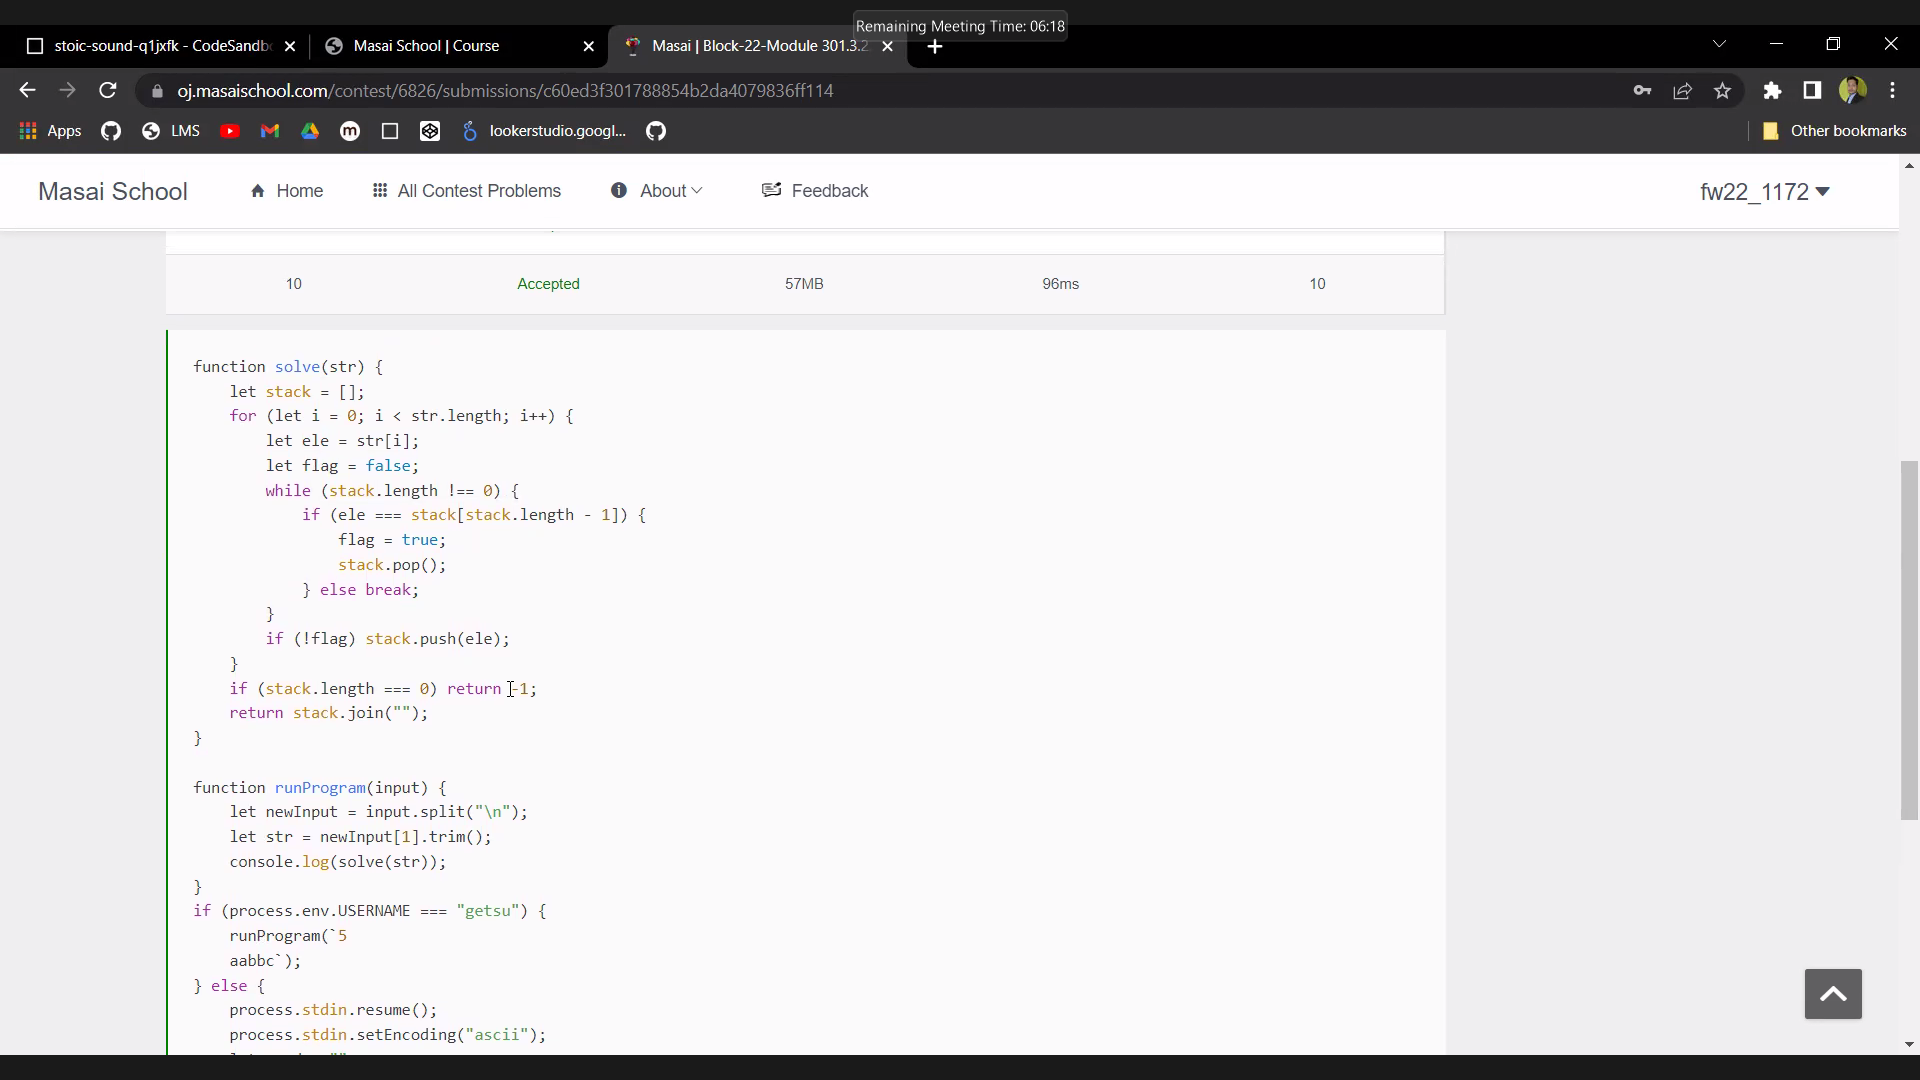 Remaining Meeting Time: 06:18
stoic-sound-q1jxfk - CodeSandb
Masai School | Course
Masai | Block-22-Module 301.3.2
oj.masaischool.com/contest/6826/submissions/c60ed3f301788854b2da4079836ff114
Apps
LMS
m
lookerstudio.googl...
Other bookmarks
Masai School
Home
All Contest Problems
About
Feedback
fw22_1172
10 Accepted 57MB 96ms 10
function solve(str) {
let stack = [];
for (let i = 0; i < str.length; i++) {
let ele = str[i];
let flag = false;
while (stack.length !== 0) {
if (ele === stack[stack.length - 1]) {
flag = true;
stack.pop();
} else break;
}
if (!flag) stack.push(ele);
}
if (stack.length === 0) return -1;
return stack.join("");
}
function runProgram(input) {
let newInput = input.split("\n");
let str = newInput[1].trim();
console.log(solve(str));
}
if (process.env.USERNAME === "getsu") {
runProgram(`5
aabbc`);
} else {
process.stdin.resume();
process.stdin.setEncoding("ascii");